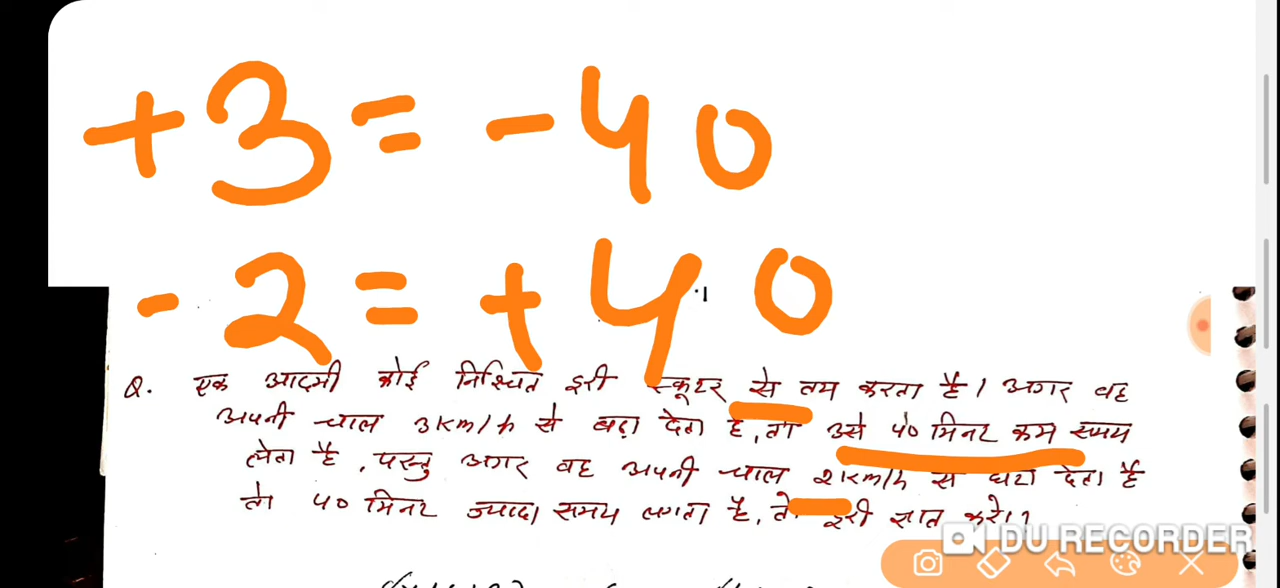 +3 = -40
-2 = +40
Q. एक आदमी कोई निश्चित दूरी स्कूटर से तय करता है। अगर वह
अपनी चाल 3km/h से बढ़ा देता है, तो उसे 40 मिनट कम समय
लेता है, परन्तु अगर वह अपनी चाल 2km/h से घटा देता है
तो 40 मिनट ज्यादा समय लगता है, तो दूरी ज्ञात करें।?
DU RECORDER